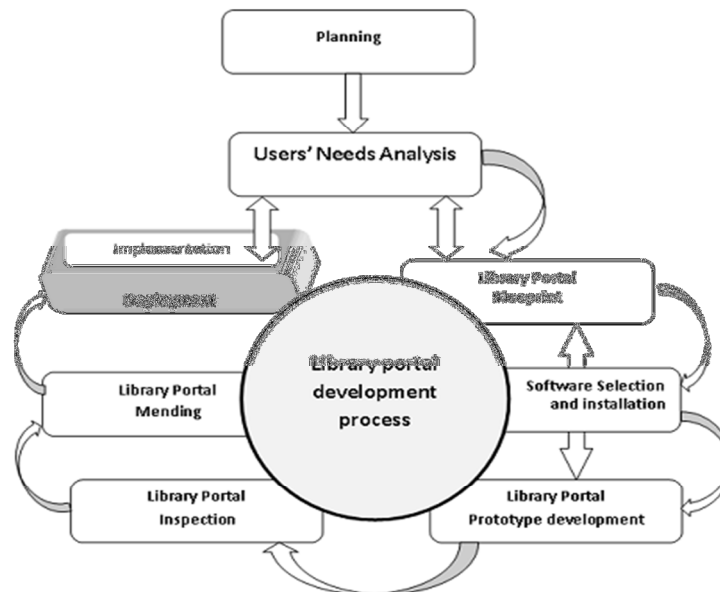 Planning
Users' Needs Analysis
Implementation
Deployment
Library Portal
Blueprint
Library portal
development
process
Library Portal
Mending
Software Selection
and installation
Library Portal
Inspection
Library Portal
Prototype development